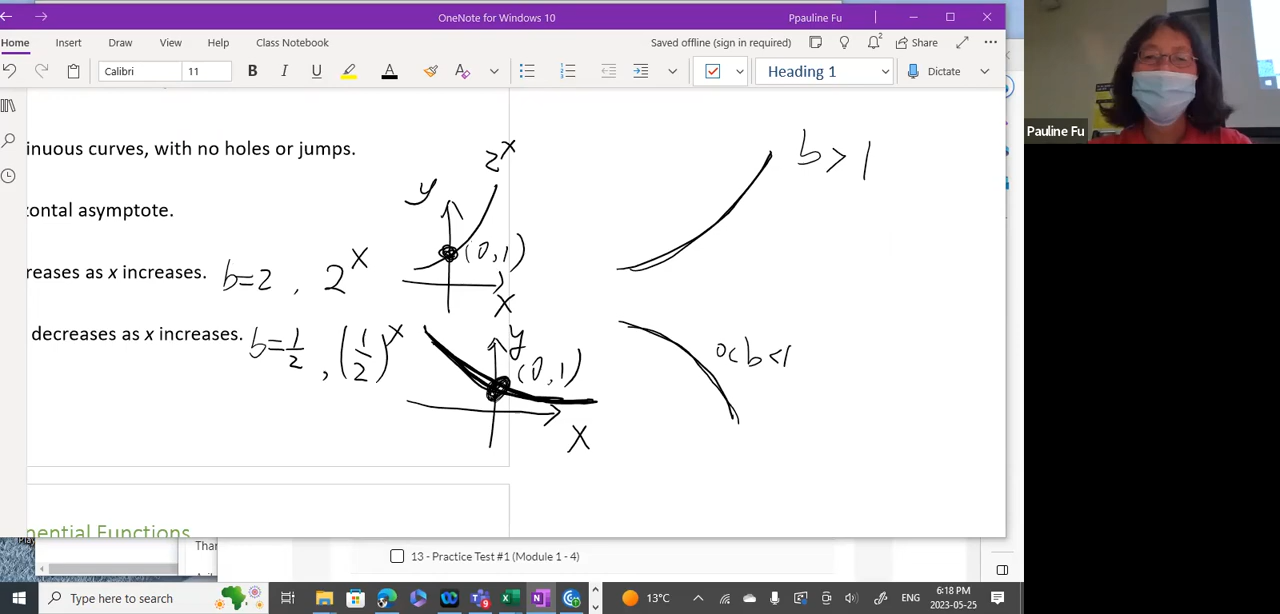 OneNote for Windows 10
Ppauline Fu
Home Insert Draw View Help Class Notebook
Saved offline (sign in required)
2
Share
Calibri 11 B I U A A Heading 1 Dictate
Pauline Fu
inuous curves, with no holes or jumps.
2^x
b > 1
y
zontal asymptote.
(0,1)
reases as x increases. b=2, 2^x
x
decreases as x increases. b=1/2, (1/2)^x
y
(0,1)
0<b<1
x
nential Functions
Than
13 - Practice Test #1 (Module 1 - 4)
Type here to search
13°C
ENG
6:18 PM
2023-05-25